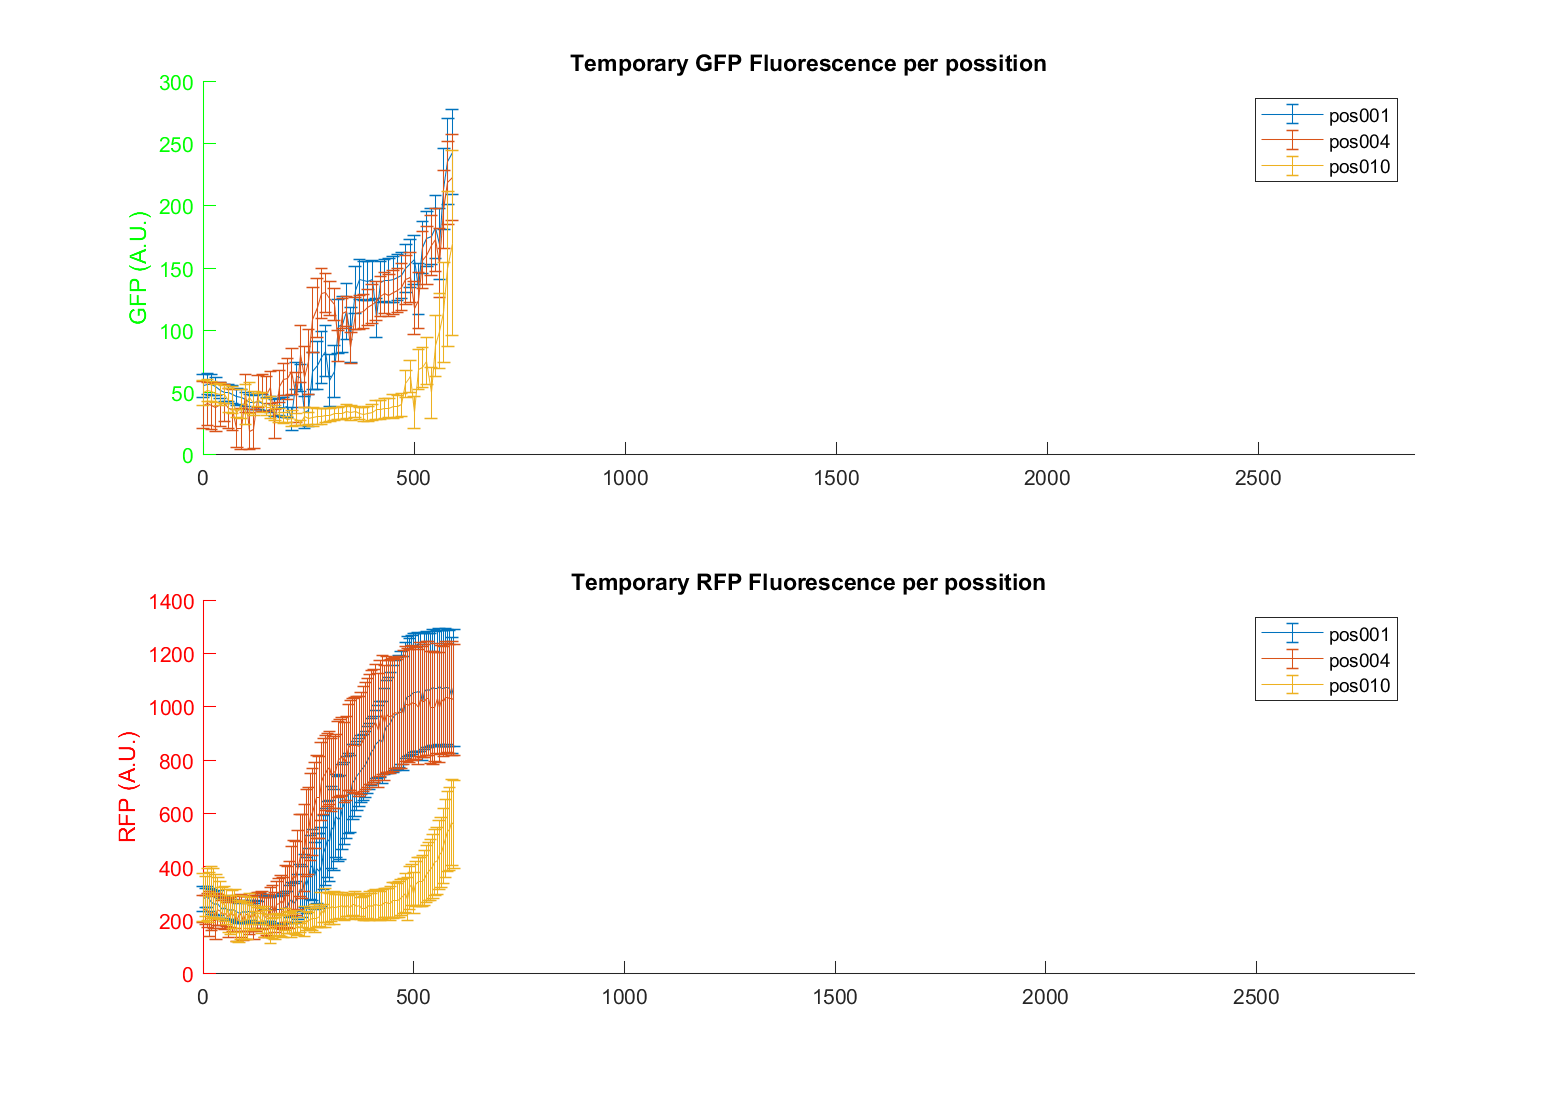 Temporary GFP Fluorescence per possition
300
250
200
150
100
50
0
GFP (A.U.)
pos001
pos004
pos010
0 500 1000 1500 2000 2500
Temporary RFP Fluorescence per possition
1400
1200
1000
800
600
400
200
0
RFP (A.U.)
pos001
pos004
pos010
0 500 1000 1500 2000 2500